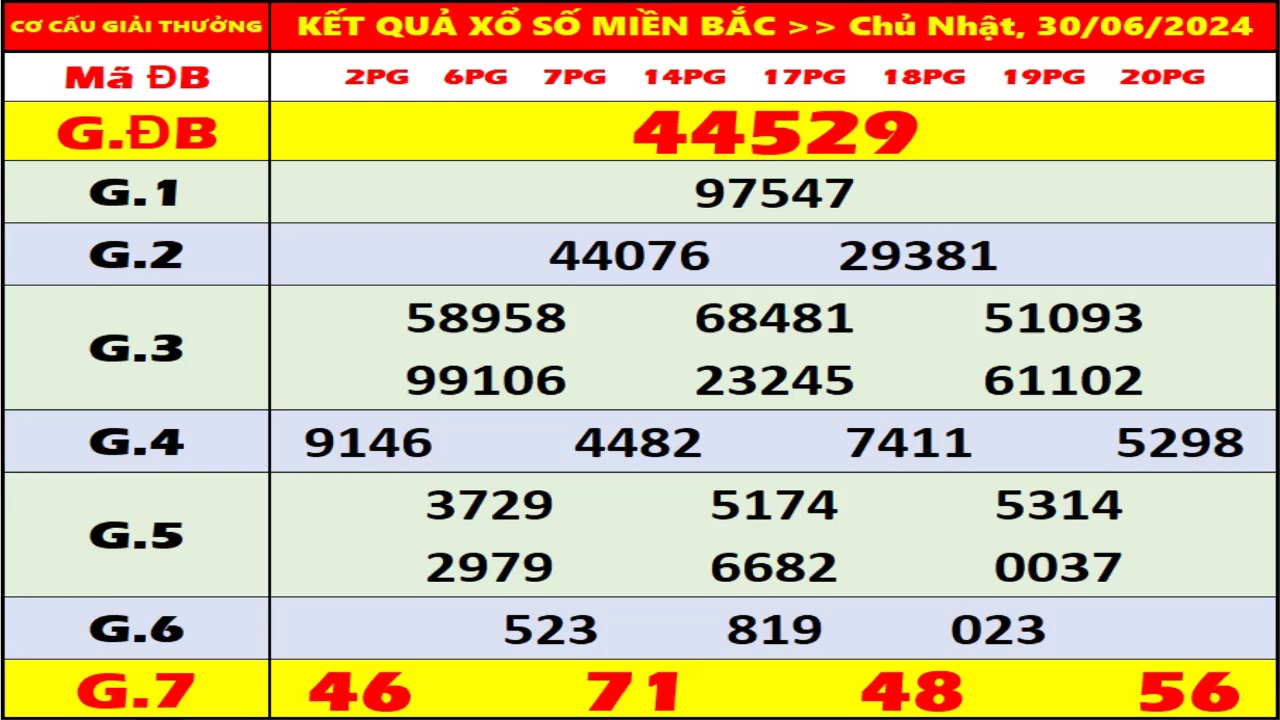 CƠ CẤU GIẢI THƯỞNG KẾT QUẢ XỔ SỐ MIỀN BẮC >> Chủ Nhật, 30/06/2024
Mã ĐB 2PG 6PG 7PG 14PG 17PG 18PG 19PG 20PG
G.ĐB 44529
G.1 97547
G.2 44076 29381
G.3 58958 68481 51093
99106 23245 61102
G.4 9146 4482 7411 5298
G.5 3729 5174 5314
2979 6682 0037
G.6 523 819 023
G.7 46 71 48 56